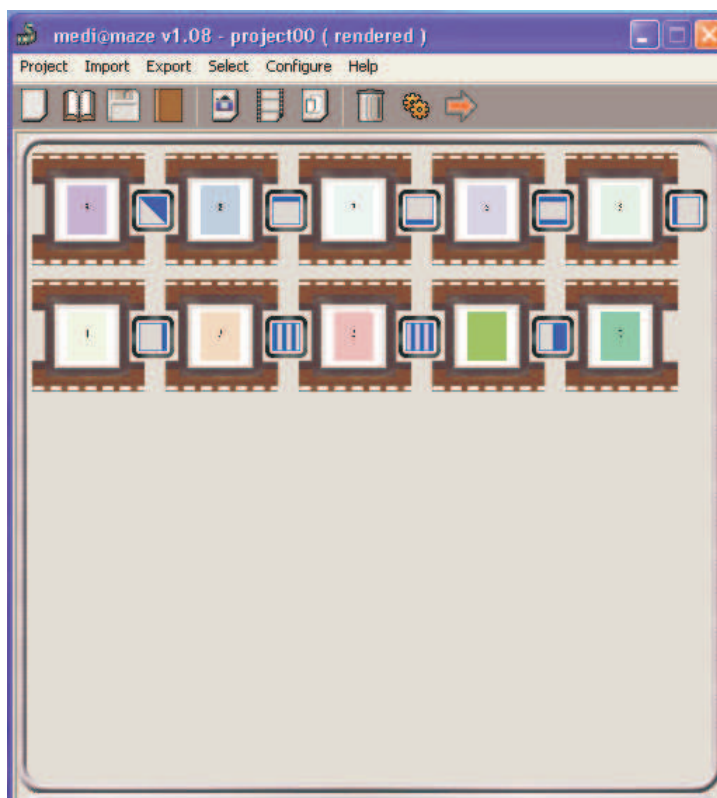 medi@maze v1.08 - project00 ( rendered )
Project Import Export Select Configure Help